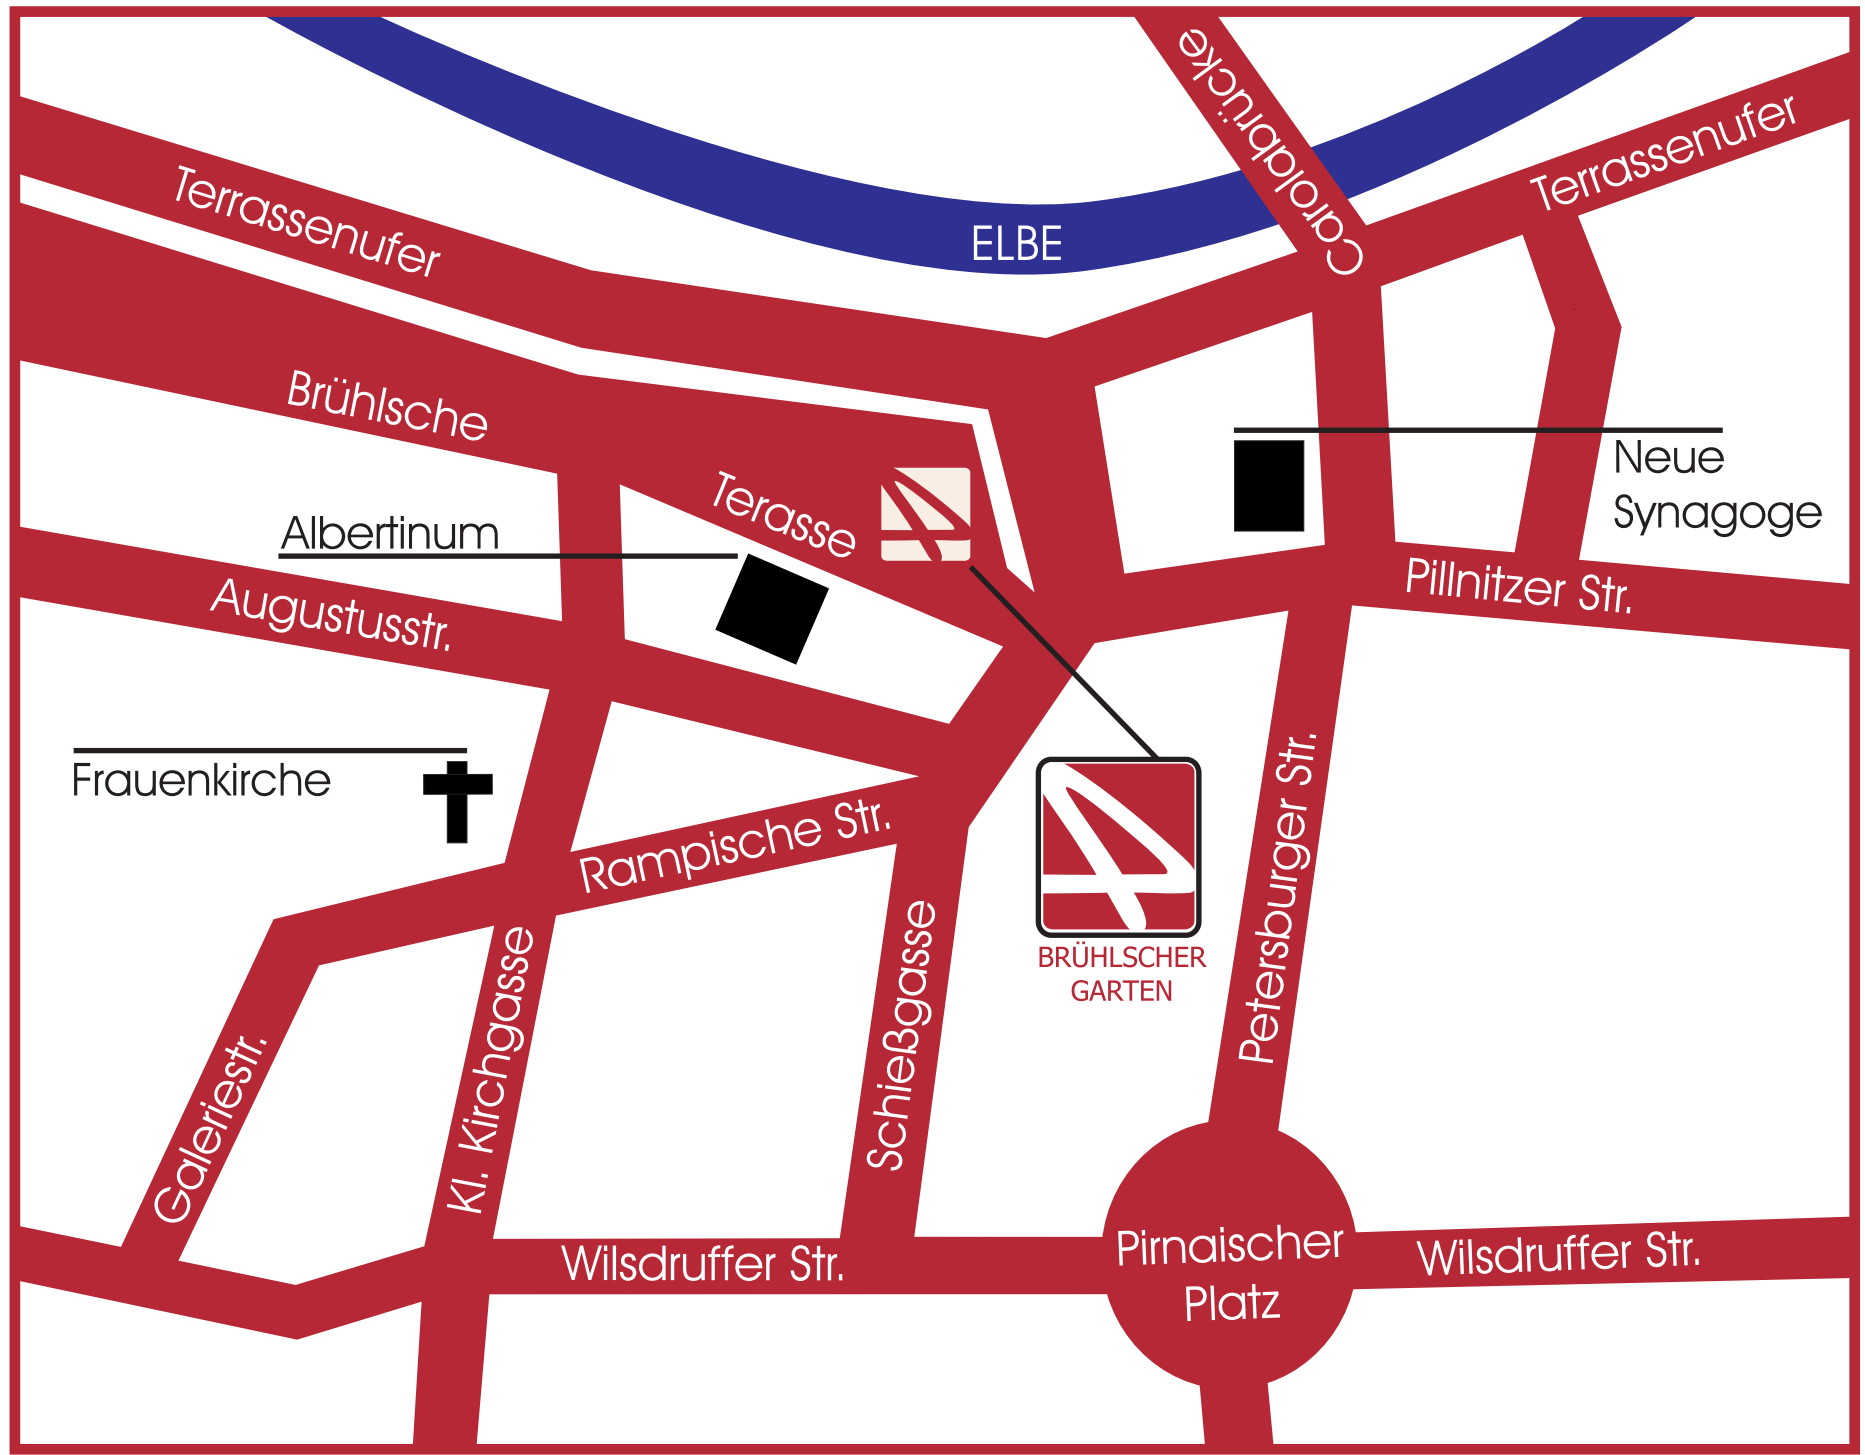 Carolabrücke
Terrassenufer
Terrassenufer
ELBE
Brühlsche
Terasse
Neue
Synagoge
Albertinum
Augustusstr.
Pillnitzer Str.
Frauenkirche
Rampische Str.
Petersburger Str.
BRÜHLSCHER
GARTEN
Schießgasse
Kl. Kirchgasse
Galeriestr.
Wilsdruffer Str.
Pirnaischer
Platz
Wilsdruffer Str.